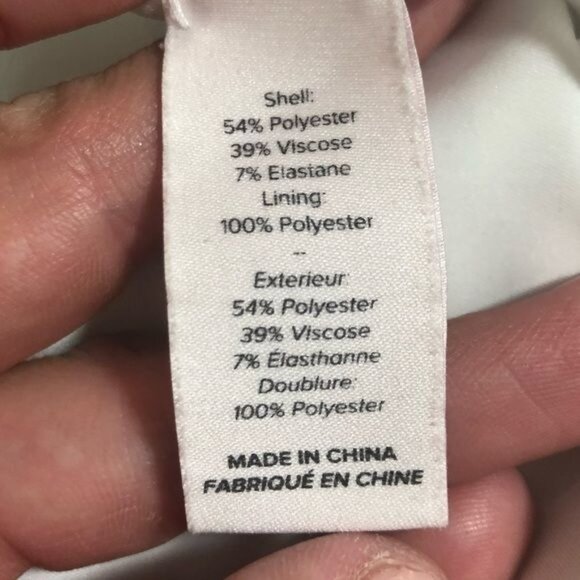 Shell:
54% Polyester
39% Viscose
7% Elastane
Lining:
100% Polyester
--
Exterieur
54% Polyester
39% Viscose
7% Élasthanne
Doublure:
100% Polyester
MADE IN CHINA
FABRIQUÉ EN CHINE